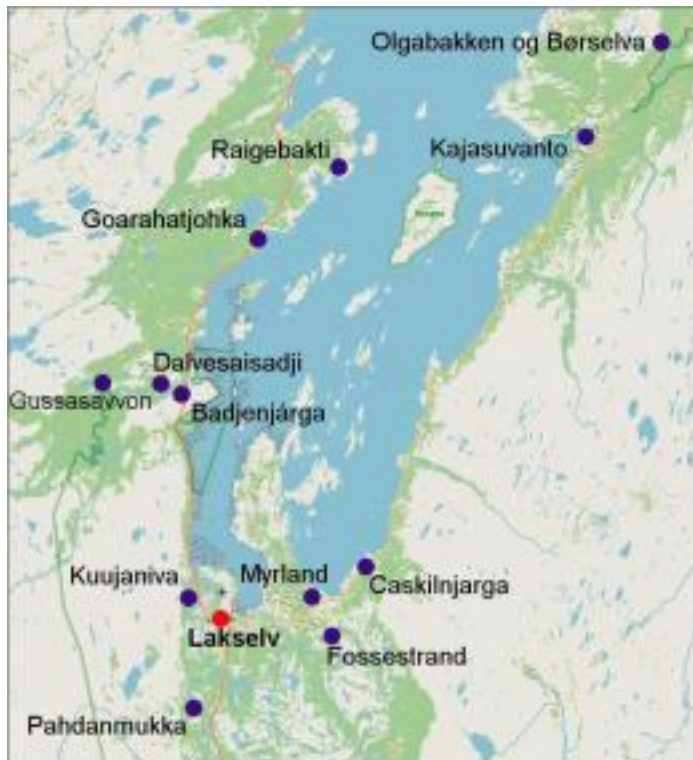 Olgabakken og Børselva
Raigebakti
Kajasuvanto
Goarahatjohka
Dalvesaisadji
Gussasavvon
Badjenjárga
Kuujaniva
Myrland
Caskilnjarga
Lakselv
Fossestrand
Pahdanmukka